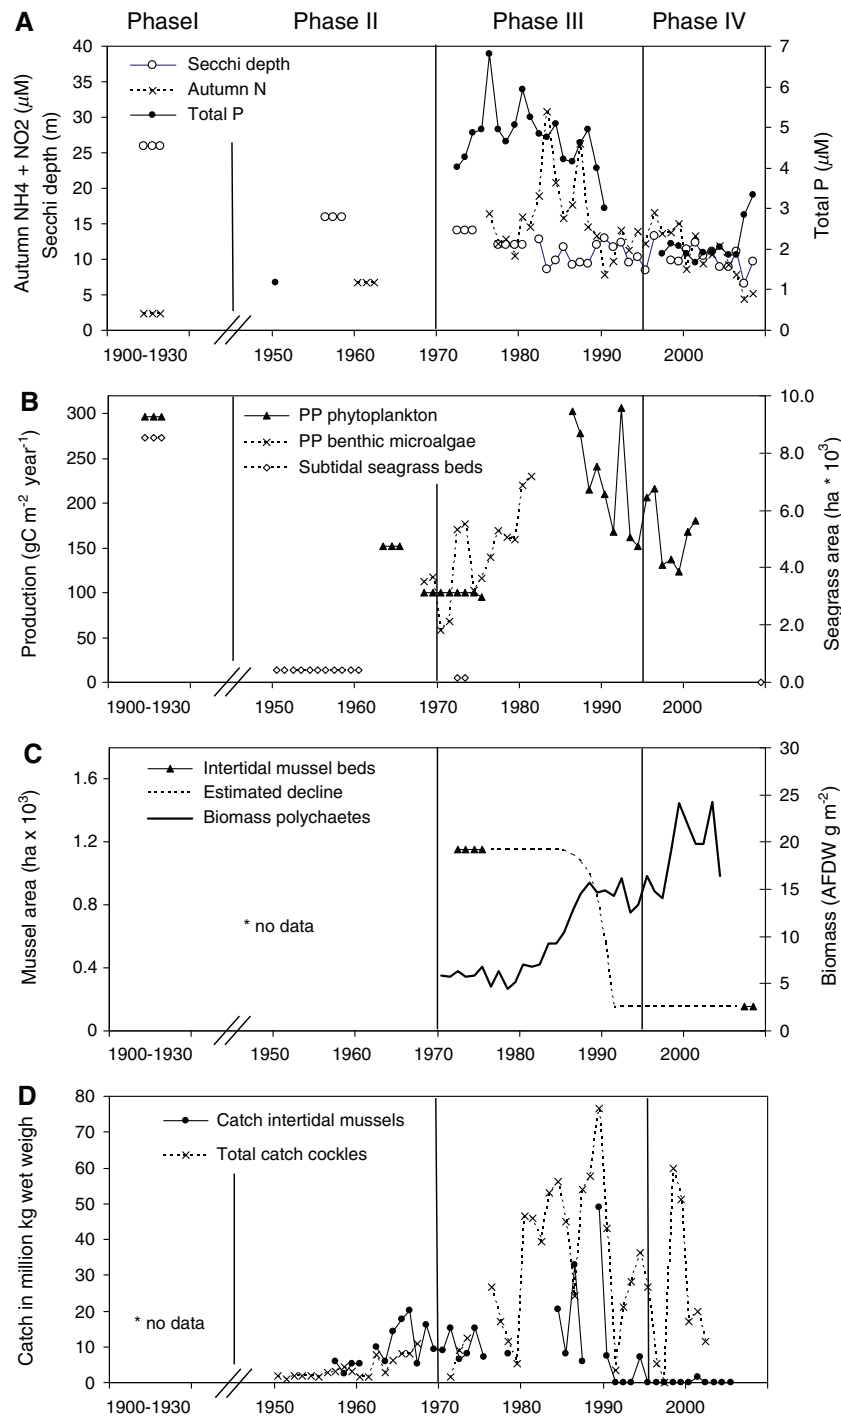 A
PhaseI Phase II Phase III Phase IV
Secchi depth
Autumn N
Total P
Autumn NH4 + NO2 (µM)
Secchi depth (m)
40
35
30
25
20
15
10
5
0
Total P (µM)
7
6
5
4
3
2
1
0
1900-1930 1950 1960 1970 1980 1990 2000
B
PP phytoplankton
PP benthic microalgae
Subtidal seagrass beds
Production (gC m-2 year-1)
300
250
200
150
100
50
0
Seagrass area (ha * 103)
10.0
8.0
6.0
4.0
2.0
0.0
1900-1930 1950 1960 1970 1980 1990 2000
C
Intertidal mussel beds
Estimated decline
Biomass polychaetes
* no data
Mussel area (ha x 103)
1.6
1.2
0.8
0.4
0
Biomass (AFDW g m-2)
30
25
20
15
10
5
0
1900-1930 1950 1960 1970 1980 1990 2000
D
Catch intertidal mussels
Total catch cockles
* no data
Catch in million kg wet weigh
80
70
60
50
40
30
20
10
0
1900-1930 1950 1960 1970 1980 1990 2000